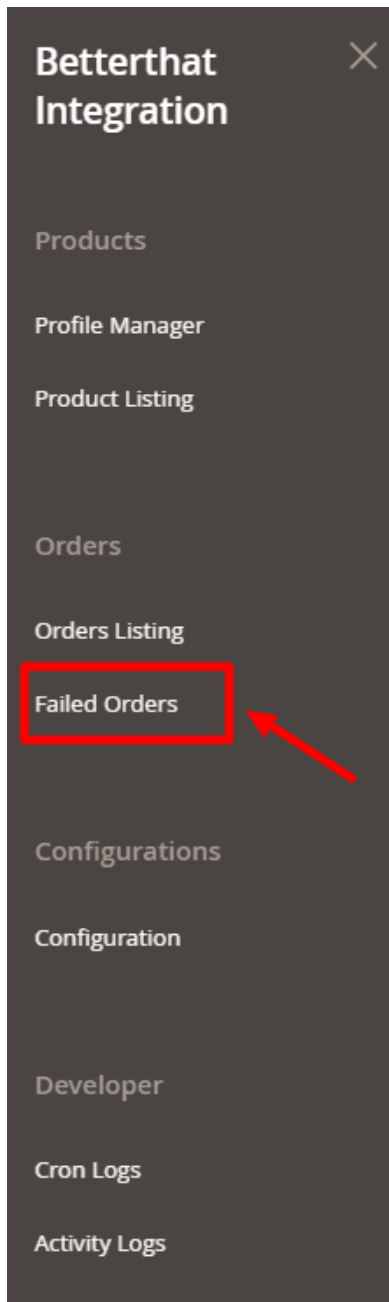 Betterthat
Integration
Products
Profile Manager
Product Listing
Orders
Orders Listing
Failed Orders
Configurations
Configuration
Developer
Cron Logs
Activity Logs